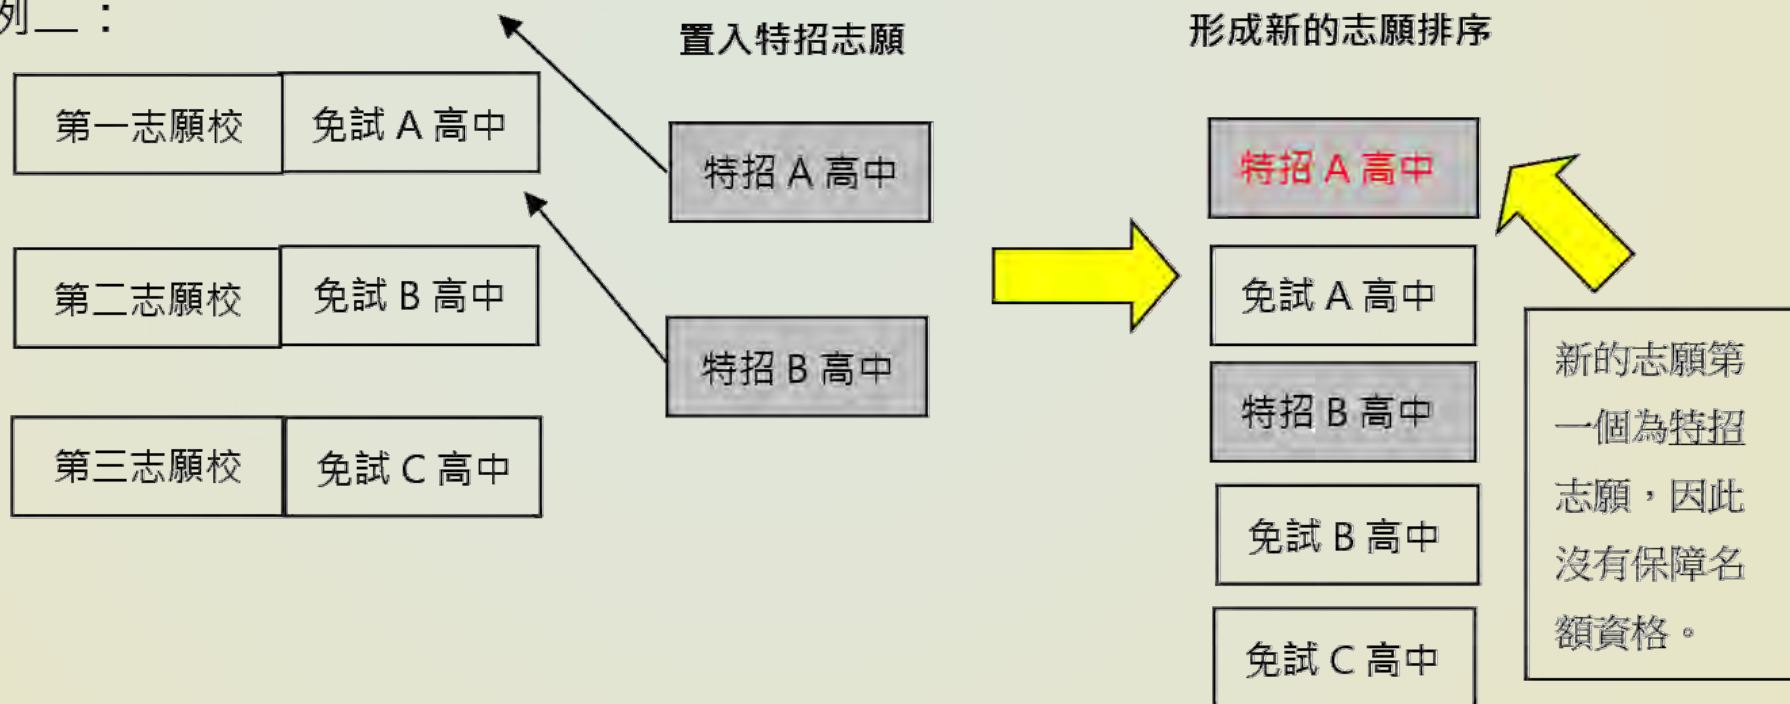 列二：
第一志願校 免試 A 高中
第二志願校 免試 B 高中
第三志願校 免試 C 高中
置入特招志願
特招 A 高中
特招 B 高中
形成新的志願排序
特招 A 高中
免試 A 高中
特招 B 高中
免試 B 高中
免試 C 高中
新的志願第
一個為特招
志願，因此
沒有保障名
額資格。